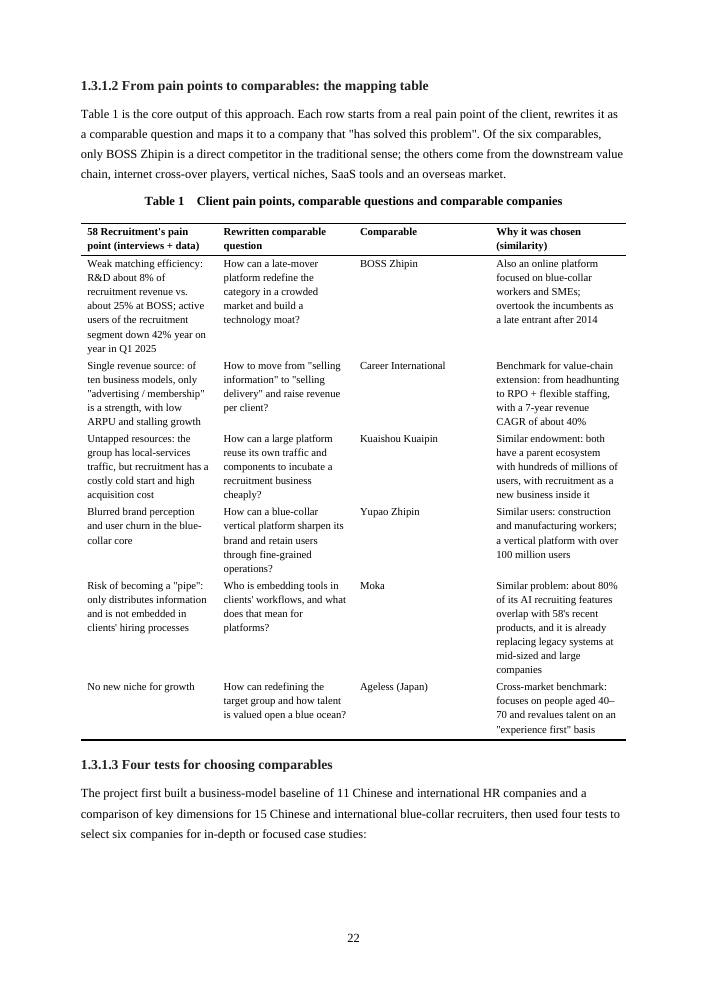 1.3.1.2 From pain points to comparables: the mapping table
Table 1 is the core output of this approach. Each row starts from a real pain point of the client, rewrites it as
a comparable question and maps it to a company that "has solved this problem". Of the six comparables,
only BOSS Zhipin is a direct competitor in the traditional sense; the others come from the downstream value
chain, internet cross-over players, vertical niches, SaaS tools and an overseas market.
Table 1 Client pain points, comparable questions and comparable companies
58 Recruitment's pain
point (interviews + data)
Rewritten comparable
question
Comparable
Why it was chosen
(similarity)
Weak matching efficiency:
R&D about 8% of
recruitment revenue vs.
about 25% at BOSS; active
users of the recruitment
segment down 42% year on
year in Q1 2025
How can a late-mover
platform redefine the
category in a crowded
market and build a
technology moat?
BOSS Zhipin
Also an online platform
focused on blue-collar
workers and SMEs;
overtook the incumbents as
a late entrant after 2014
Single revenue source: of
ten business models, only
"advertising / membership"
is a strength, with low
ARPU and stalling growth
How to move from "selling
information" to "selling
delivery" and raise revenue
per client?
Career International
Benchmark for value-chain
extension: from headhunting
to RPO + flexible staffing,
with a 7-year revenue
CAGR of about 40%
Untapped resources: the
group has local-services
traffic, but recruitment has a
costly cold start and high
acquisition cost
How can a large platform
reuse its own traffic and
components to incubate a
recruitment business
cheaply?
Kuaishou Kuaipin
Similar endowment: both
have a parent ecosystem
with hundreds of millions of
users, with recruitment as a
new business inside it
Blurred brand perception
and user churn in the blue-
collar core
How can a blue-collar
vertical platform sharpen its
brand and retain users
through fine-grained
operations?
Yupao Zhipin
Similar users: construction
and manufacturing workers;
a vertical platform with over
100 million users
Risk of becoming a "pipe":
only distributes information
and is not embedded in
clients' hiring processes
Who is embedding tools in
clients' workflows, and what
does that mean for
platforms?
Moka
Similar problem: about 80%
of its AI recruiting features
overlap with 58's recent
products, and it is already
replacing legacy systems at
mid-sized and large
companies
No new niche for growth
How can redefining the
target group and how talent
is valued open a blue ocean?
Ageless (Japan)
Cross-market benchmark:
focuses on people aged 40–
70 and revalues talent on an
"experience first" basis
1.3.1.3 Four tests for choosing comparables
The project first built a business-model baseline of 11 Chinese and international HR companies and a
comparison of key dimensions for 15 Chinese and international blue-collar recruiters, then used four tests to
select six companies for in-depth or focused case studies:
22